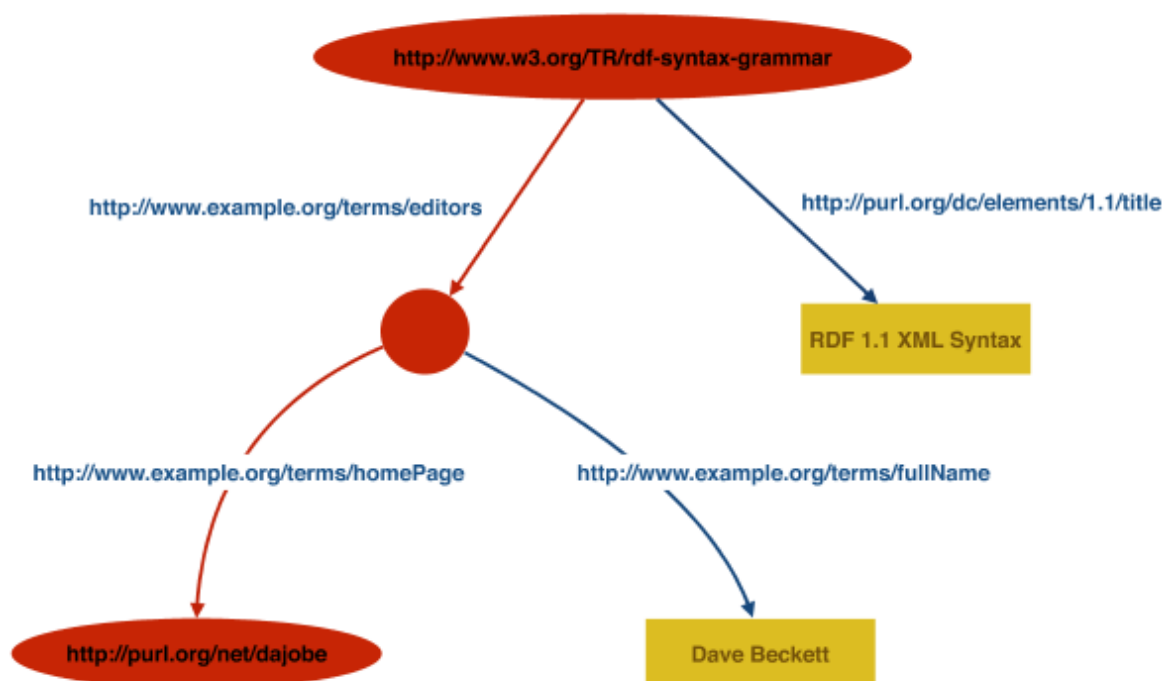 http://www.w3.org/TR/rdf-syntax-grammar
http://www.example.org/terms/editors
http://purl.org/dc/elements/1.1/title
RDF 1.1 XML Syntax
http://www.example.org/terms/homePage
http://www.example.org/terms/fullName
http://purl.org/net/dajobe
Dave Beckett